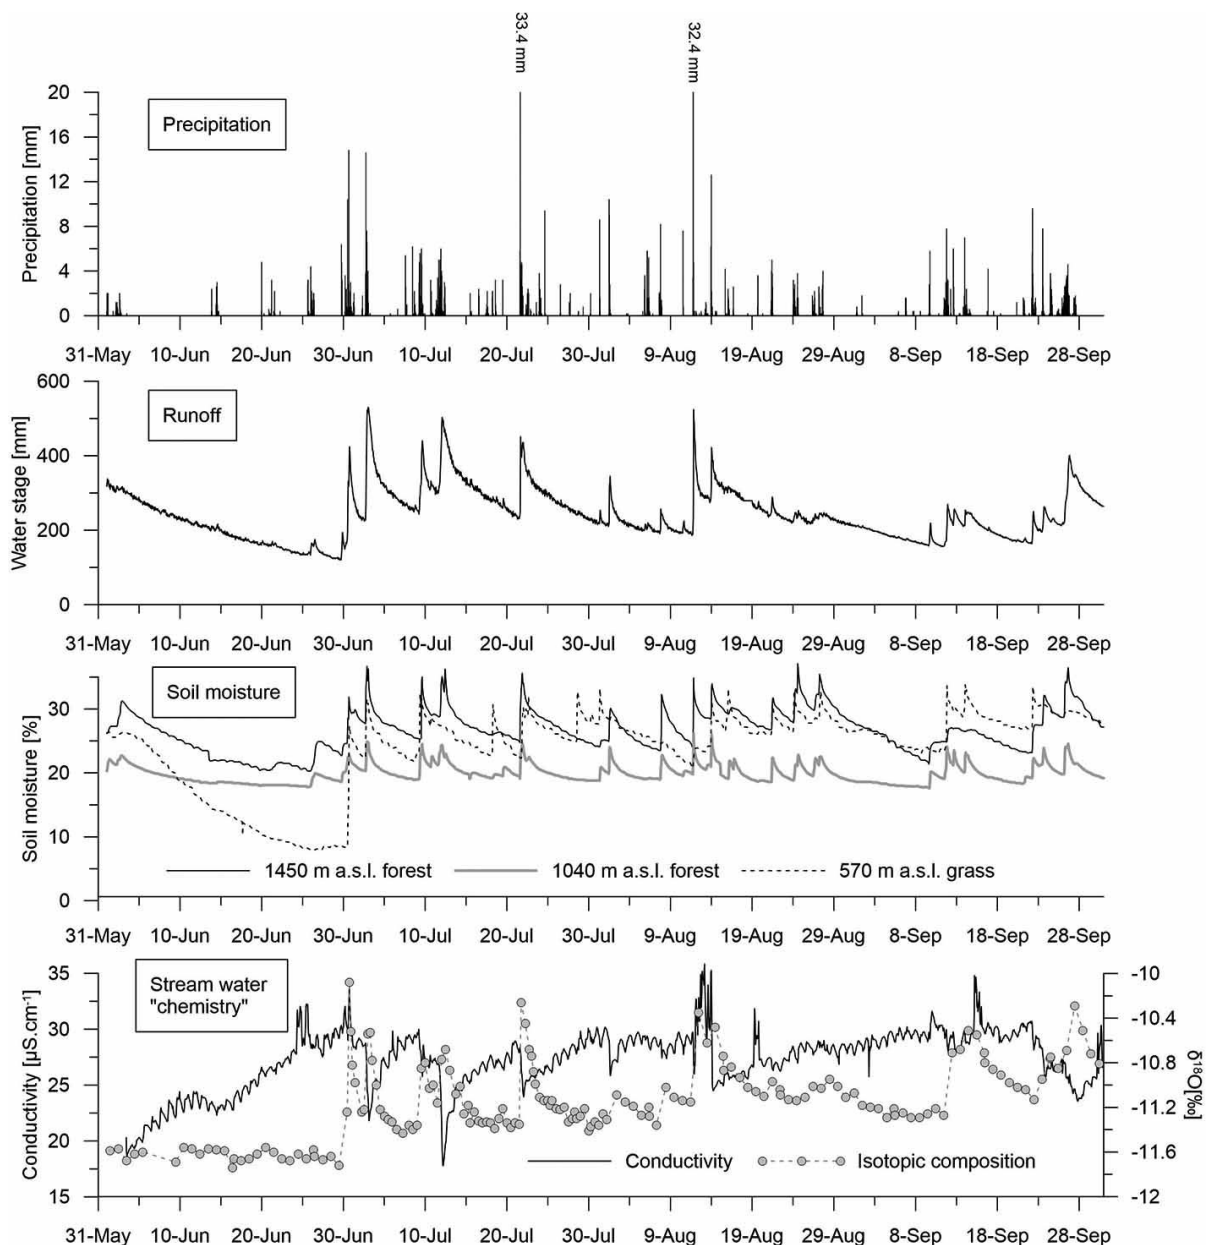 33.4 mm
32.4 mm
Precipitation
Precipitation [mm]
20
16
12
8
4
0
31-May 10-Jun 20-Jun 30-Jun 10-Jul 20-Jul 30-Jul 9-Aug 19-Aug 29-Aug 8-Sep 18-Sep 28-Sep
Runoff
Water stage [mm]
600
400
200
0
31-May 10-Jun 20-Jun 30-Jun 10-Jul 20-Jul 30-Jul 9-Aug 19-Aug 29-Aug 8-Sep 18-Sep 28-Sep
Soil moisture
Soil moisture [%]
30
20
10
0
1450 m a.s.l. forest 1040 m a.s.l. forest 570 m a.s.l. grass
31-May 10-Jun 20-Jun 30-Jun 10-Jul 20-Jul 30-Jul 9-Aug 19-Aug 29-Aug 8-Sep 18-Sep 28-Sep
Stream water
"chemistry"
Conductivity [µS.cm⁻¹]
35
30
25
20
15
-10
-10.4
-10.8
-11.2
-11.6
-12
δ¹⁸O[‰]
Conductivity Isotopic composition
31-May 10-Jun 20-Jun 30-Jun 10-Jul 20-Jul 30-Jul 9-Aug 19-Aug 29-Aug 8-Sep 18-Sep 28-Sep